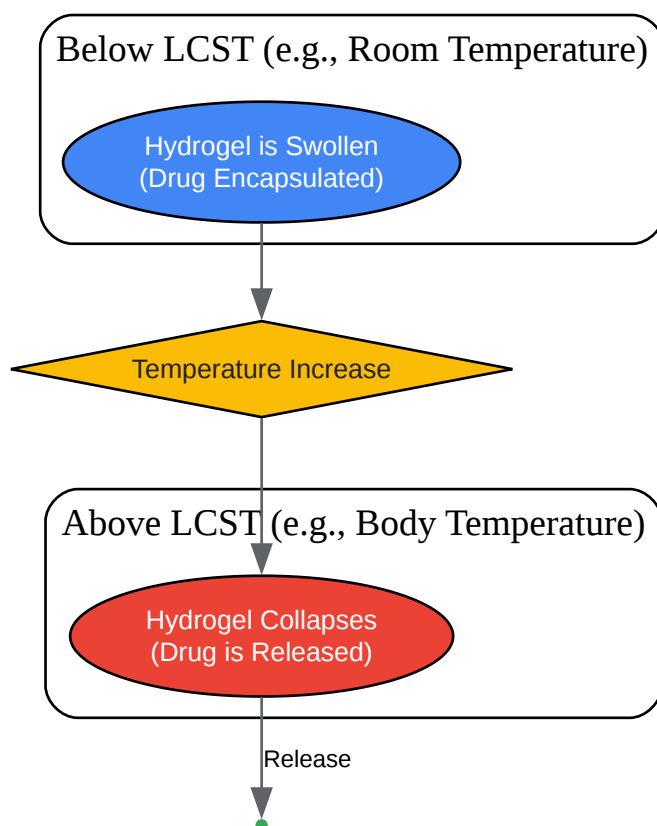 Below LCST (e.g., Room Temperature)
Hydrogel is Swollen
(Drug Encapsulated)
Temperature Increase
Above LCST (e.g., Body Temperature)
Hydrogel Collapses
(Drug is Released)
Release